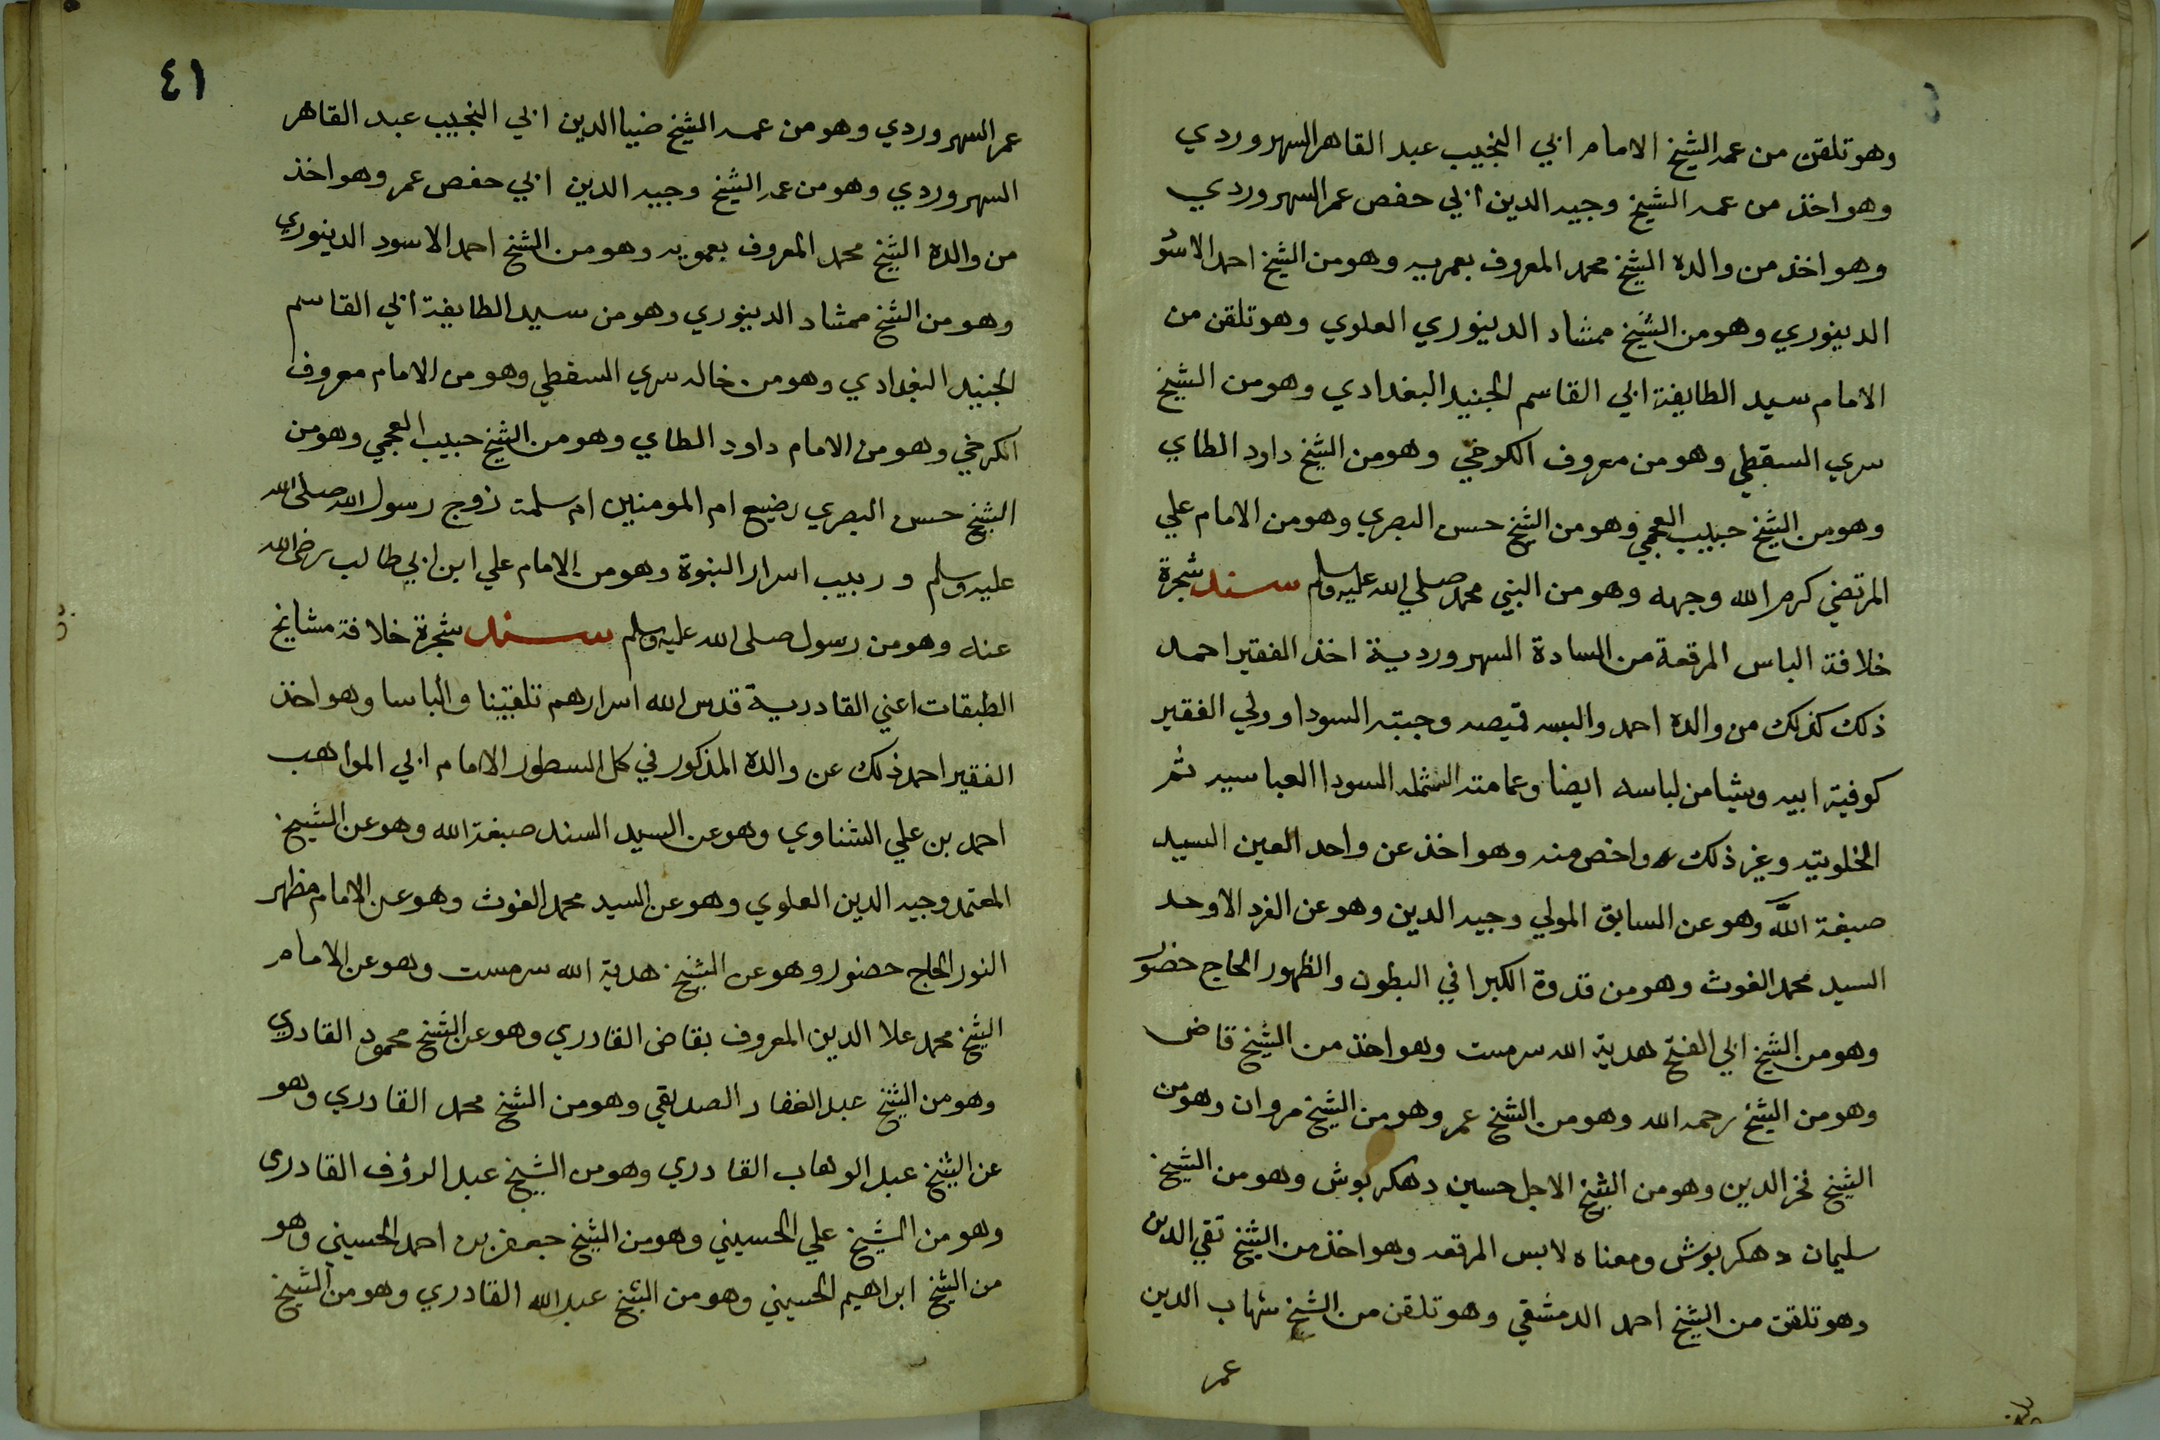 وهو تلقن من عمه الشيخ الامام ابي النجيب عبد القاهر السهروردي
وهو اخذ من عمه الشيخ وجيه الدين ابي حفص عمر السهروردي
وهو اخذ من والده الشيخ محمد المعروف بعمريه وهو من الشيخ احمد الاسو
الدينوري وهو من الشيخ ممشاد الدينوري العلوي وهو تلقن من
الامام سيد الطايفة ابي القاسم الجنيد البغدادي وهو من الشيخ
سري السقطي وهو من معروف الكوخي وهو من الشيخ داود الطاي
وهو من الشيخ حبيب العجمي وهو من الشيخ حسن البصري وهو من الامام علي
المرتضي كرم الله وجهه وهو من النبي محمد صلي الله عليه وسلم سند شجرة
خلافة الباس المرقعة من السادة السهروردية اخذ الفقير احمد
ذلك كذلك من والده احمد والبسه قميصه وجبته السودا وولي الفقير
كوفية ابيه وشيا من لباسه ايضا وعمامته الشمله السودا العباسيه ثم
الخلوتيه وغير ذلك واخص منه وهو اخذ عن واحد العين السيد
صبغة الله وهو عن السابق المولي وجيه الدين وهو عن الفرد الاوحد
السيد محمد الغوث وهو من قدوة الكبرا في البطون والظهور الحاج حضور
وهو من الشيخ ابي الفتح هدية الله سرمست وهو اخذ من الشيخ قاضى
وهو من الشيخ رحمه الله وهو من الشيخ عمر وهو من الشيخ مروان وهو من
الشيخ فخر الدين وهو من الشيخ الاجل حسين دهكربوش وهو من الشيخ
سليمان دهكربوش ومعناه لابس المرقعه وهو اخذ من الشيخ تقي الدين
وهو تلقن من الشيخ احمد الدمشقي وهو تلقن من الشيخ شهاب الدين
عمر
٤١
عمر السهروردي وهو من عمه الشيخ ضيا الدين ابي النجيب عبد القاهر
السهروردي وهو من عمه الشيخ وجيه الدين ابي حفص عمر وهو اخذ
من والده الشيخ محمد المعروف بعمويه وهو من الشيخ احمد الاسود الدينوري
وهو من الشيخ ممشاد الدينوري وهو من سيد الطايفة ابي القاسم
الجنيد البغدادي وهو من خاله سري السقطي وهو من الامام معروف
الكرخي وهو من الامام داود الطاي وهو من الشيخ حبيب العجمي وهو من
الشيخ حسن البصري رضيع ام المومنين ام سلمة زوج رسول الله صلى الله
عليه وسلم وربيب اسرار النبوة وهو من الامام علي ابن ابي طالب رضى الله
عنه وهو من رسول صلى الله عليه وسلم سند شجرة خلافة مشايخ
الطبقات اعني القادرية قدس الله اسرارهم تلقينا والباسا وهو اخذ
الفقير احمد ذلك عن والده المذكور في كل السطور الامام ابي المواهب
احمد بن علي الشناوي وهو عن السيد السند صبغة الله وهو عن الشيخ
المعتمد وجيه الدين العلوي وهو عن السيد محمد الغوث وهو عن الامام مظهر
النور الحاج حضور وهو عن الشيخ هدية الله سرمست وهو عن الامام
الشيخ محمد علا الدين المعروف بقاضى القادري وهو عن الشيخ محمود القادري
وهو من الشيخ عبد الغفار الصديقي وهو من الشيخ محمد القادري وهو
عن الشيخ عبد الوهاب القادري وهو من الشيخ عبد الرؤف القادرى
وهو من الشيخ علي الحسيني وهو من الشيخ جعفر بن احمد الحسيني وهو
من الشيخ ابراهيم الحسيني وهو من الشيخ عبد الله القادري وهو من الشيخ